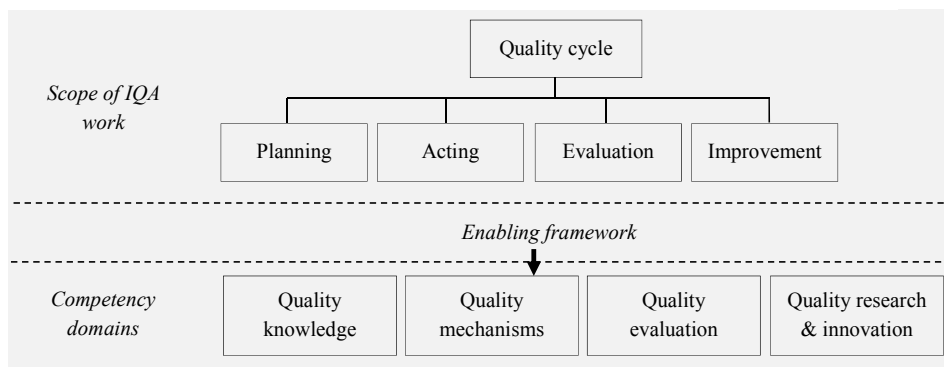 Quality cycle
Scope of IQA
work
Planning
Acting
Evaluation
Improvement
Enabling framework
Competency
domains
Quality
knowledge
Quality
mechanisms
Quality
evaluation
Quality research
& innovation